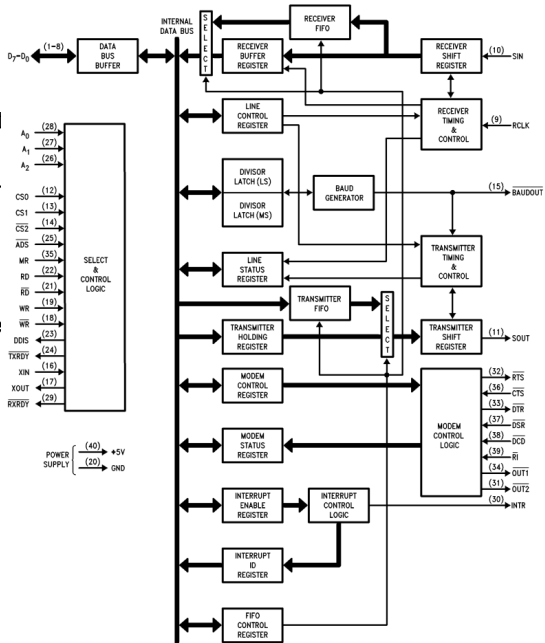 INTERNAL
DATA BUS
D7–D0
(1–8)
DATA
BUS
BUFFER
SELECT
RECEIVER
FIFO
RECEIVER
BUFFER
REGISTER
RECEIVER
SHIFT
REGISTER
(10)
SIN
LINE
CONTROL
REGISTER
RECEIVER
TIMING
&
CONTROL
(9)
RCLK
A0 (28)
A1 (27)
A2 (26)
CS0 (12)
CS1 (13)
CS2 (14)
ADS (25)
MR (35)
RD (22)
RD (21)
WR (19)
WR (18)
DDIS (23)
TXRDY (24)
XIN (16)
XOUT (17)
RXRDY (29)
SELECT
&
CONTROL
LOGIC
DIVISOR
LATCH (LS)
DIVISOR
LATCH (MS)
BAUD
GENERATOR
(15)
BAUDOUT
LINE
STATUS
REGISTER
TRANSMITTER
TIMING
&
CONTROL
TRANSMITTER
FIFO
SELECT
TRANSMITTER
HOLDING
REGISTER
TRANSMITTER
SHIFT
REGISTER
(11)
SOUT
MODEM
CONTROL
REGISTER
MODEM
CONTROL
LOGIC
(32) RTS
(36) CTS
(33) DTR
(37) DSR
(38) DCD
(39) RI
(34) OUT1
(31) OUT2
MODEM
STATUS
REGISTER
POWER
SUPPLY
(40) +5V
(20) GND
INTERRUPT
ENABLE
REGISTER
INTERRUPT
CONTROL
LOGIC
(30) INTR
INTERRUPT
ID
REGISTER
FIFO
CONTROL
REGISTER